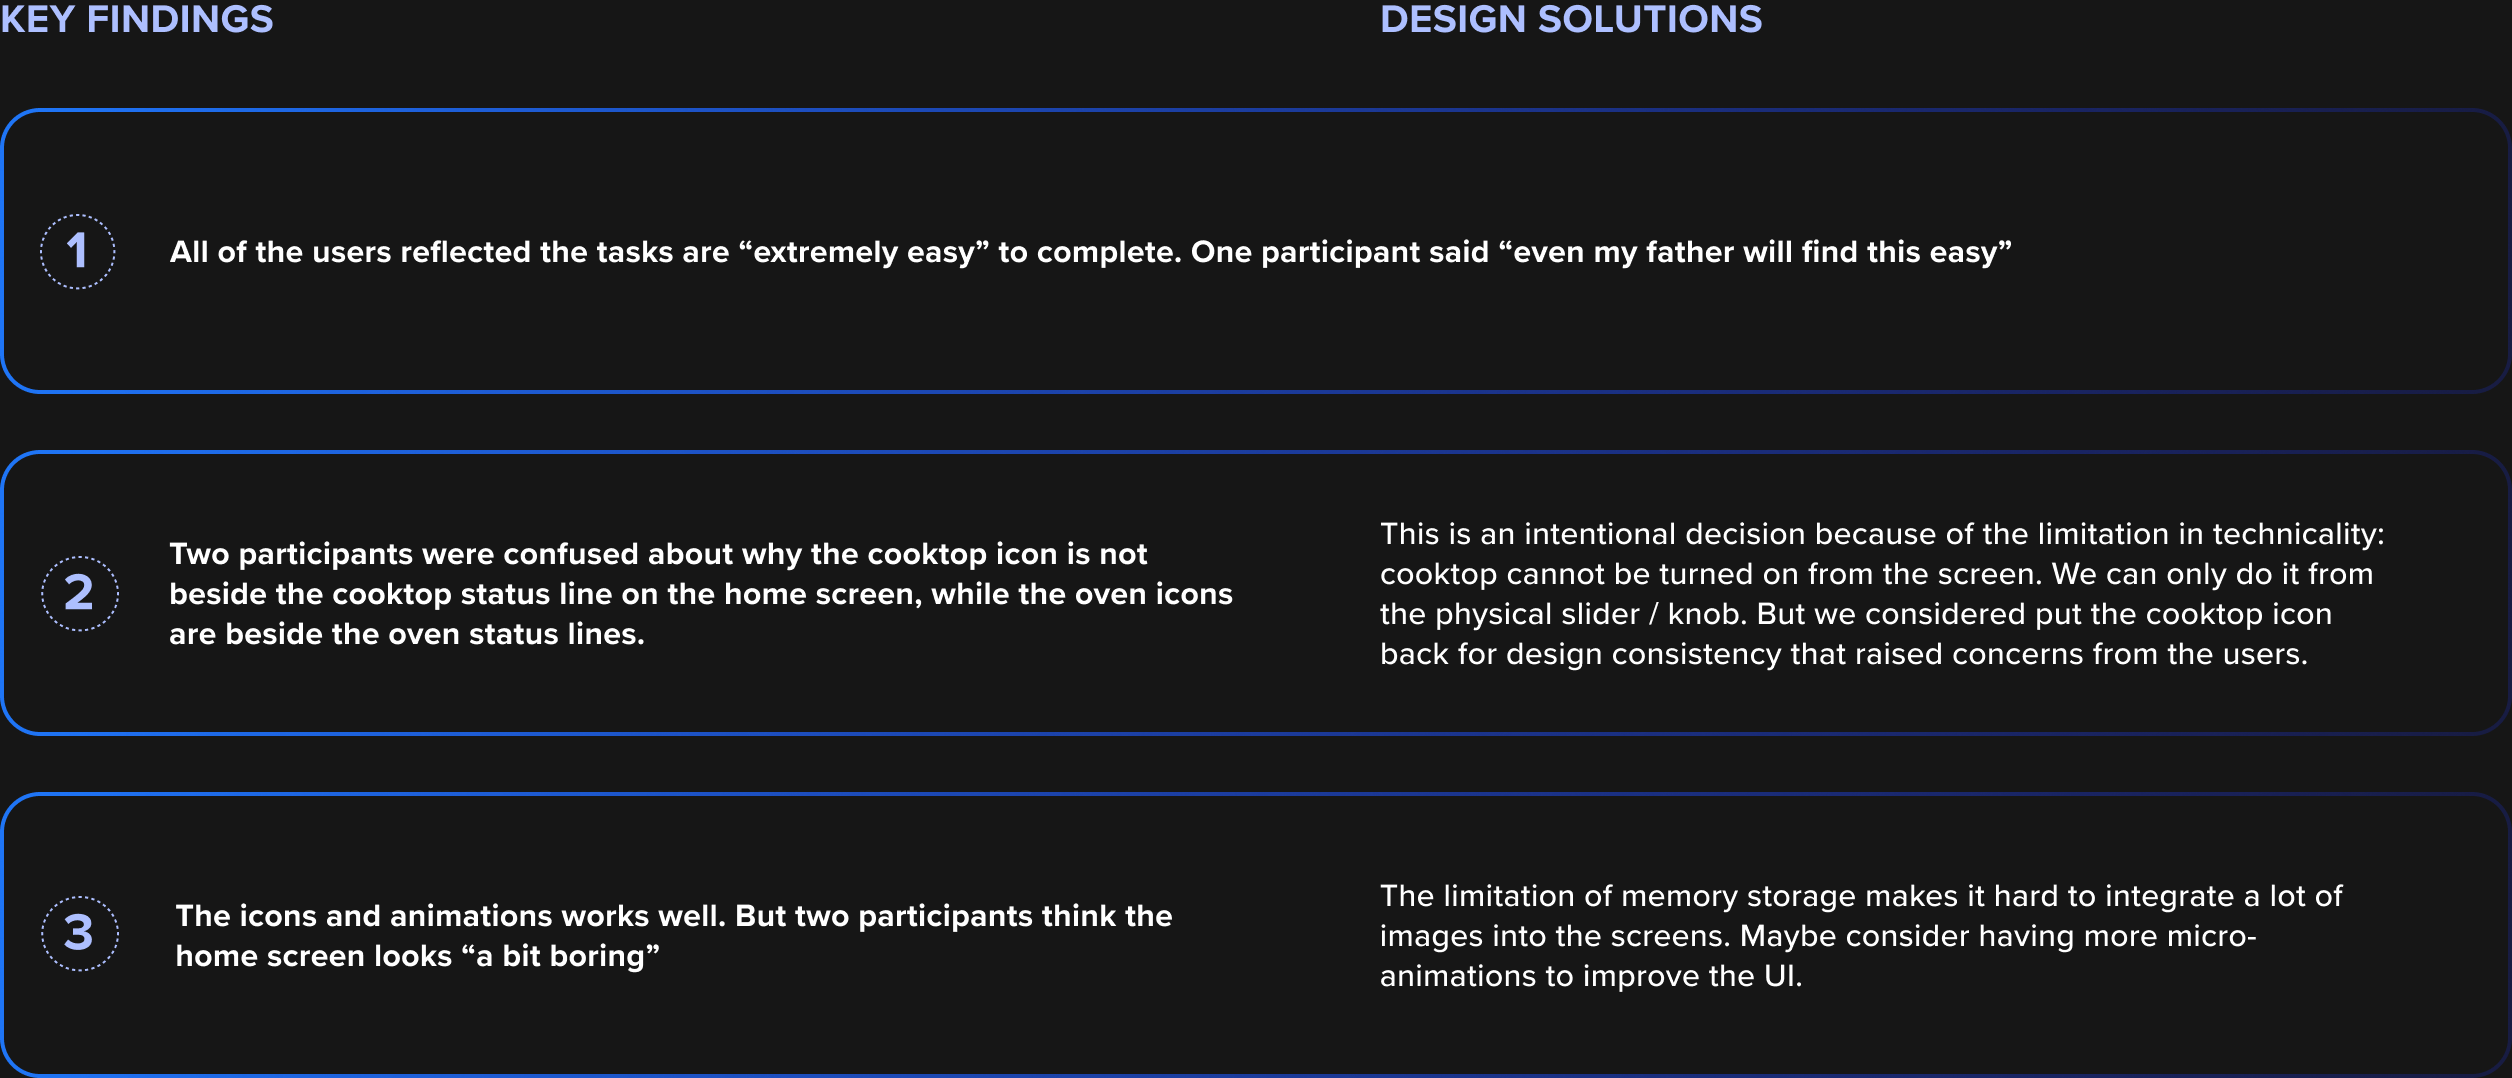 KEY FINDINGS
DESIGN SOLUTIONS
1
All of the users reflected the tasks are “extremely easy” to complete. One participant said “even my father will find this easy”
2
Two participants were confused about why the cooktop icon is not
beside the cooktop status line on the home screen, while the oven icons
are beside the oven status lines.
This is an intentional decision because of the limitation in technicality:
cooktop cannot be turned on from the screen. We can only do it from
the physical slider / knob. But we considered put the cooktop icon
back for design consistency that raised concerns from the users.
3
The icons and animations works well. But two participants think the
home screen looks “a bit boring”
The limitation of memory storage makes it hard to integrate a lot of
images into the screens. Maybe consider having more micro-
animations to improve the UI.